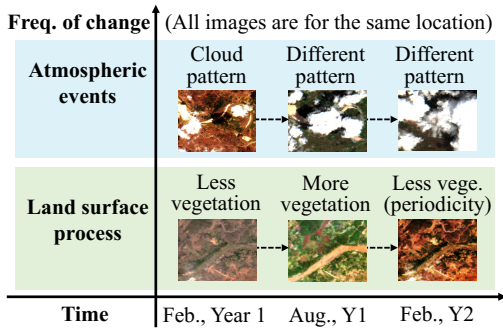 Freq. of change (All images are for the same location)
Atmospheric events
Cloud pattern
Different pattern
Different pattern
Land surface process
Less vegetation
More vegetation
Less vege. (periodicity)
Time Feb., Year 1 Aug., Y1 Feb., Y2